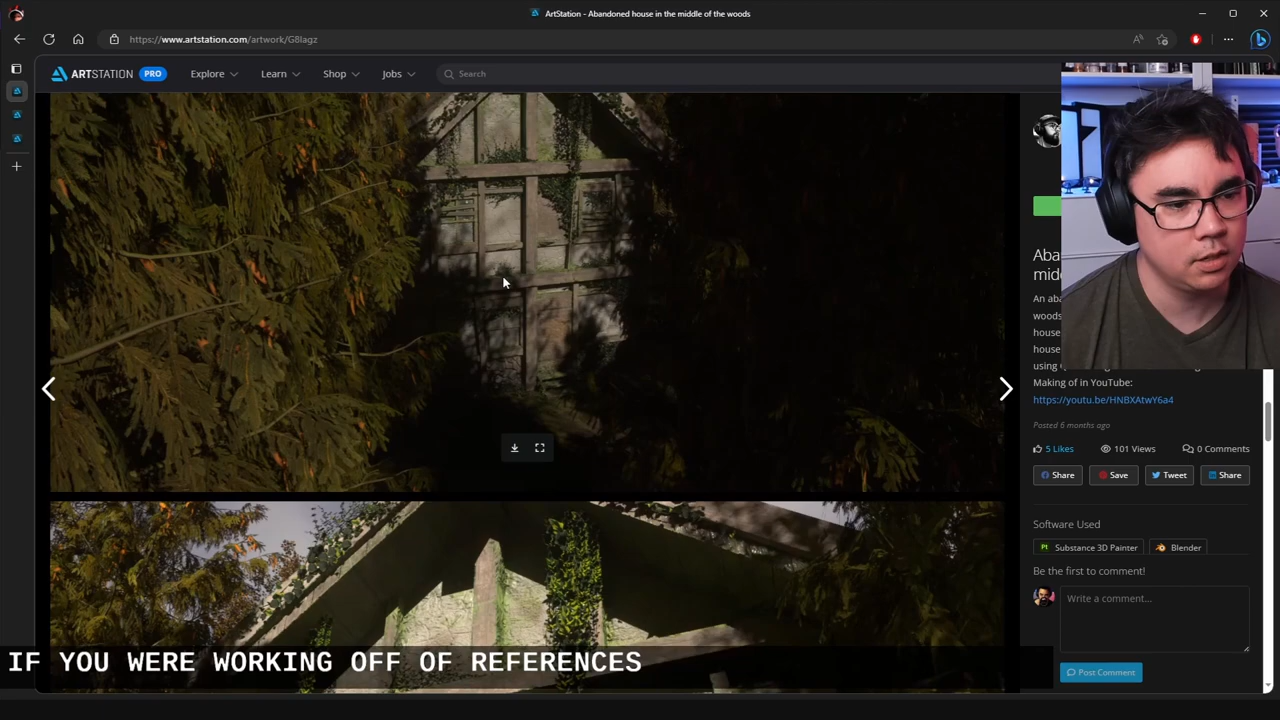 ArtStation - Abandoned house in the middle of the woods
https://www.artstation.com/artwork/G8lagz
ARTSTATION PRO Explore Learn Shop Jobs Search
An
woods
house
house
using
Making of in YouTube:
https://youtu.be/HNBXAtwY6a4
Posted 6 months ago
5 Likes 101 Views 0 Comments
Share Save Tweet Share
Software Used
Pt Substance 3D Painter Blender
Be the first to comment!
Write a comment...
Post Comment
IF YOU WERE WORKING OFF OF REFERENCES